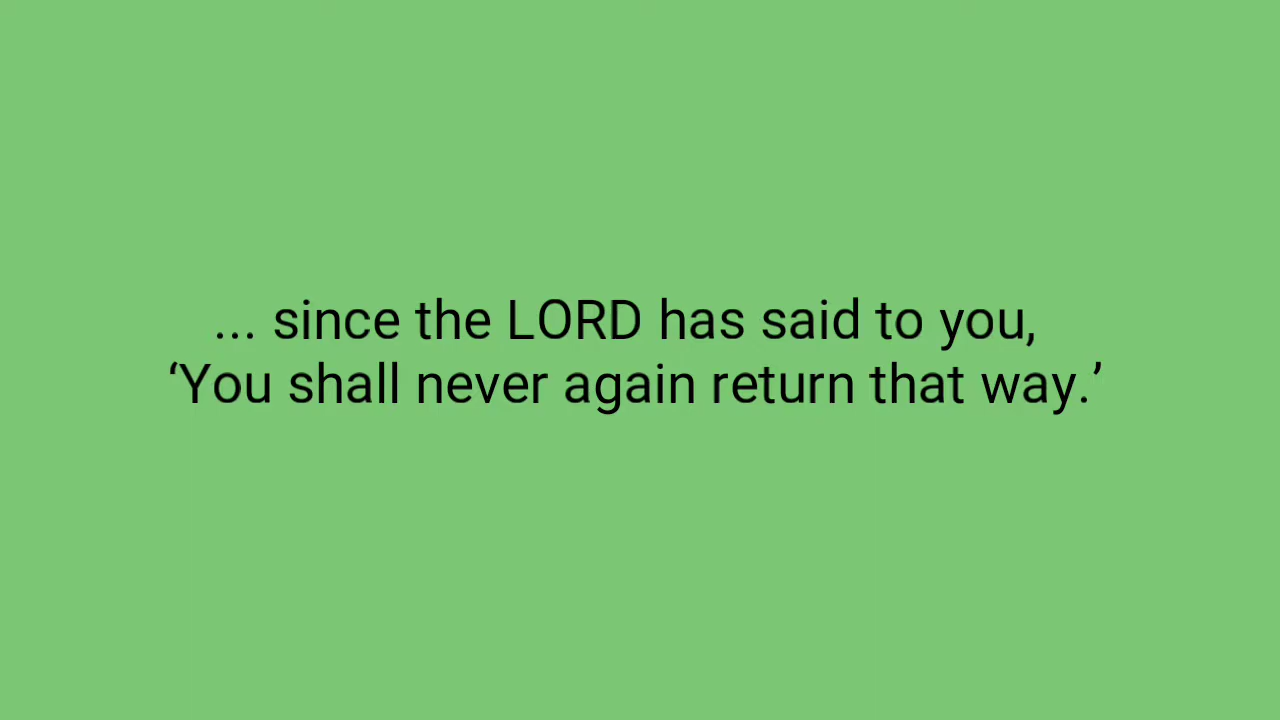 ... since the LORD has said to you,
‘You shall never again return that way.’